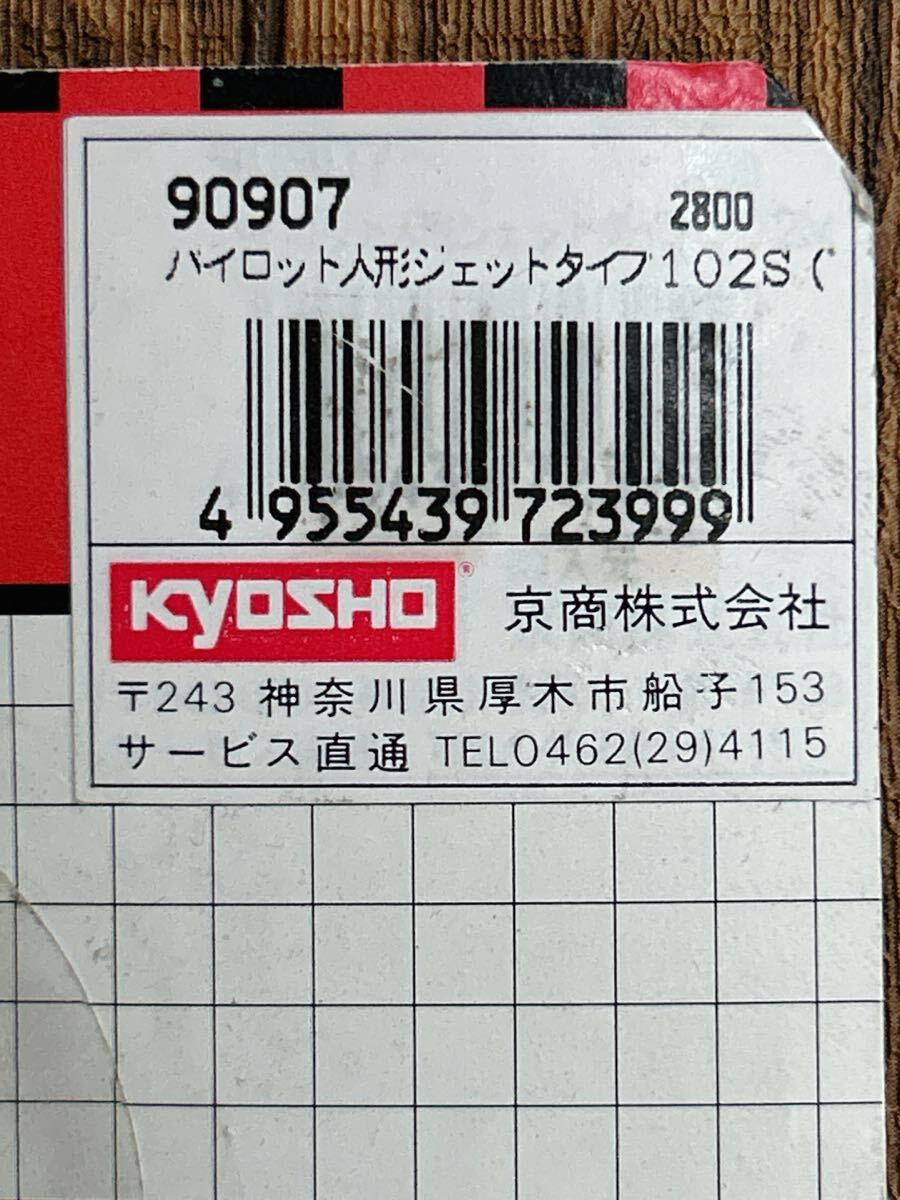 90907 2800
パイロット人形ジェットタイプ102S(
4 955439 723999
KYOSHO ® 京商株式会社
〒243 神奈川県厚木市船子153
サービス直通 TEL0462(29)4115